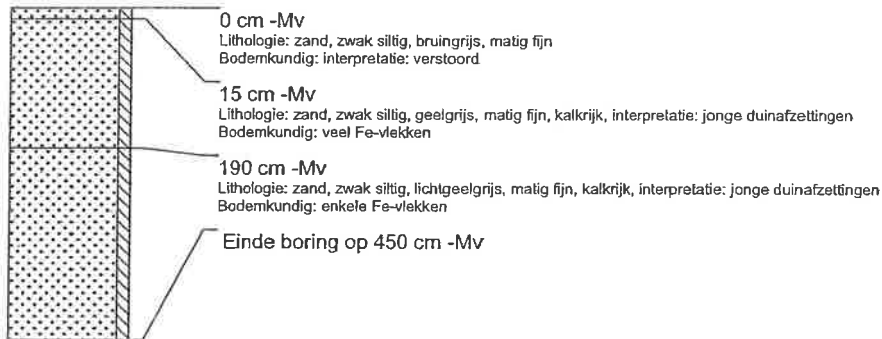 0 cm -Mv
Lithologie: zand, zwak siltig, bruingrijs, matig fijn
Bodemkundig: interpretatie: verstoord
15 cm -Mv
Lithologie: zand, zwak siltig, geelgrijs, matig fijn, kalkrijk, interpretatie: jonge duinafzettingen
Bodemkundig: veel Fe-vlekken
190 cm -Mv
Lithologie: zand, zwak siltig, lichtgeelgrijs, matig fijn, kalkrijk, interpretatie: jonge duinafzettingen
Bodemkundig: enkele Fe-vlekken
Einde boring op 450 cm -Mv